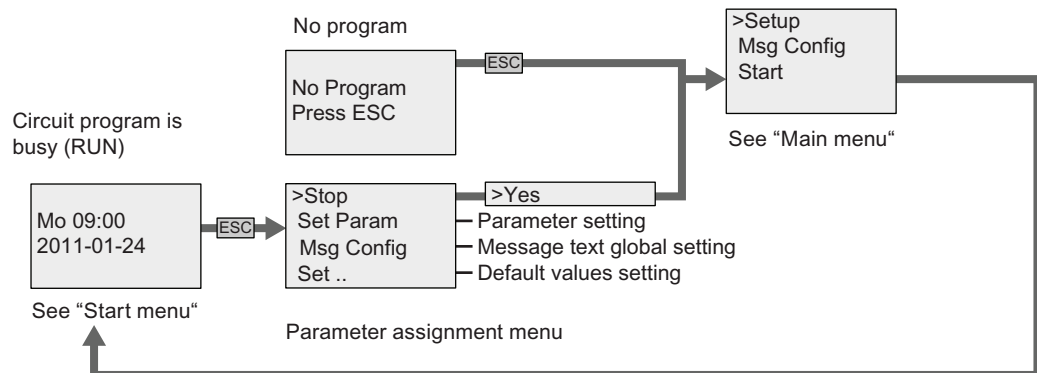 No program
No Program
Press ESC
ESC
>Setup
Msg Config
Start
See "Main menu“
Circuit program is
busy (RUN)
Mo 09:00
2011-01-24
See “Start menu“
ESC
>Stop
Set Param
Msg Config
Set ..
>Yes
Parameter setting
Message text global setting
Default values setting
Parameter assignment menu